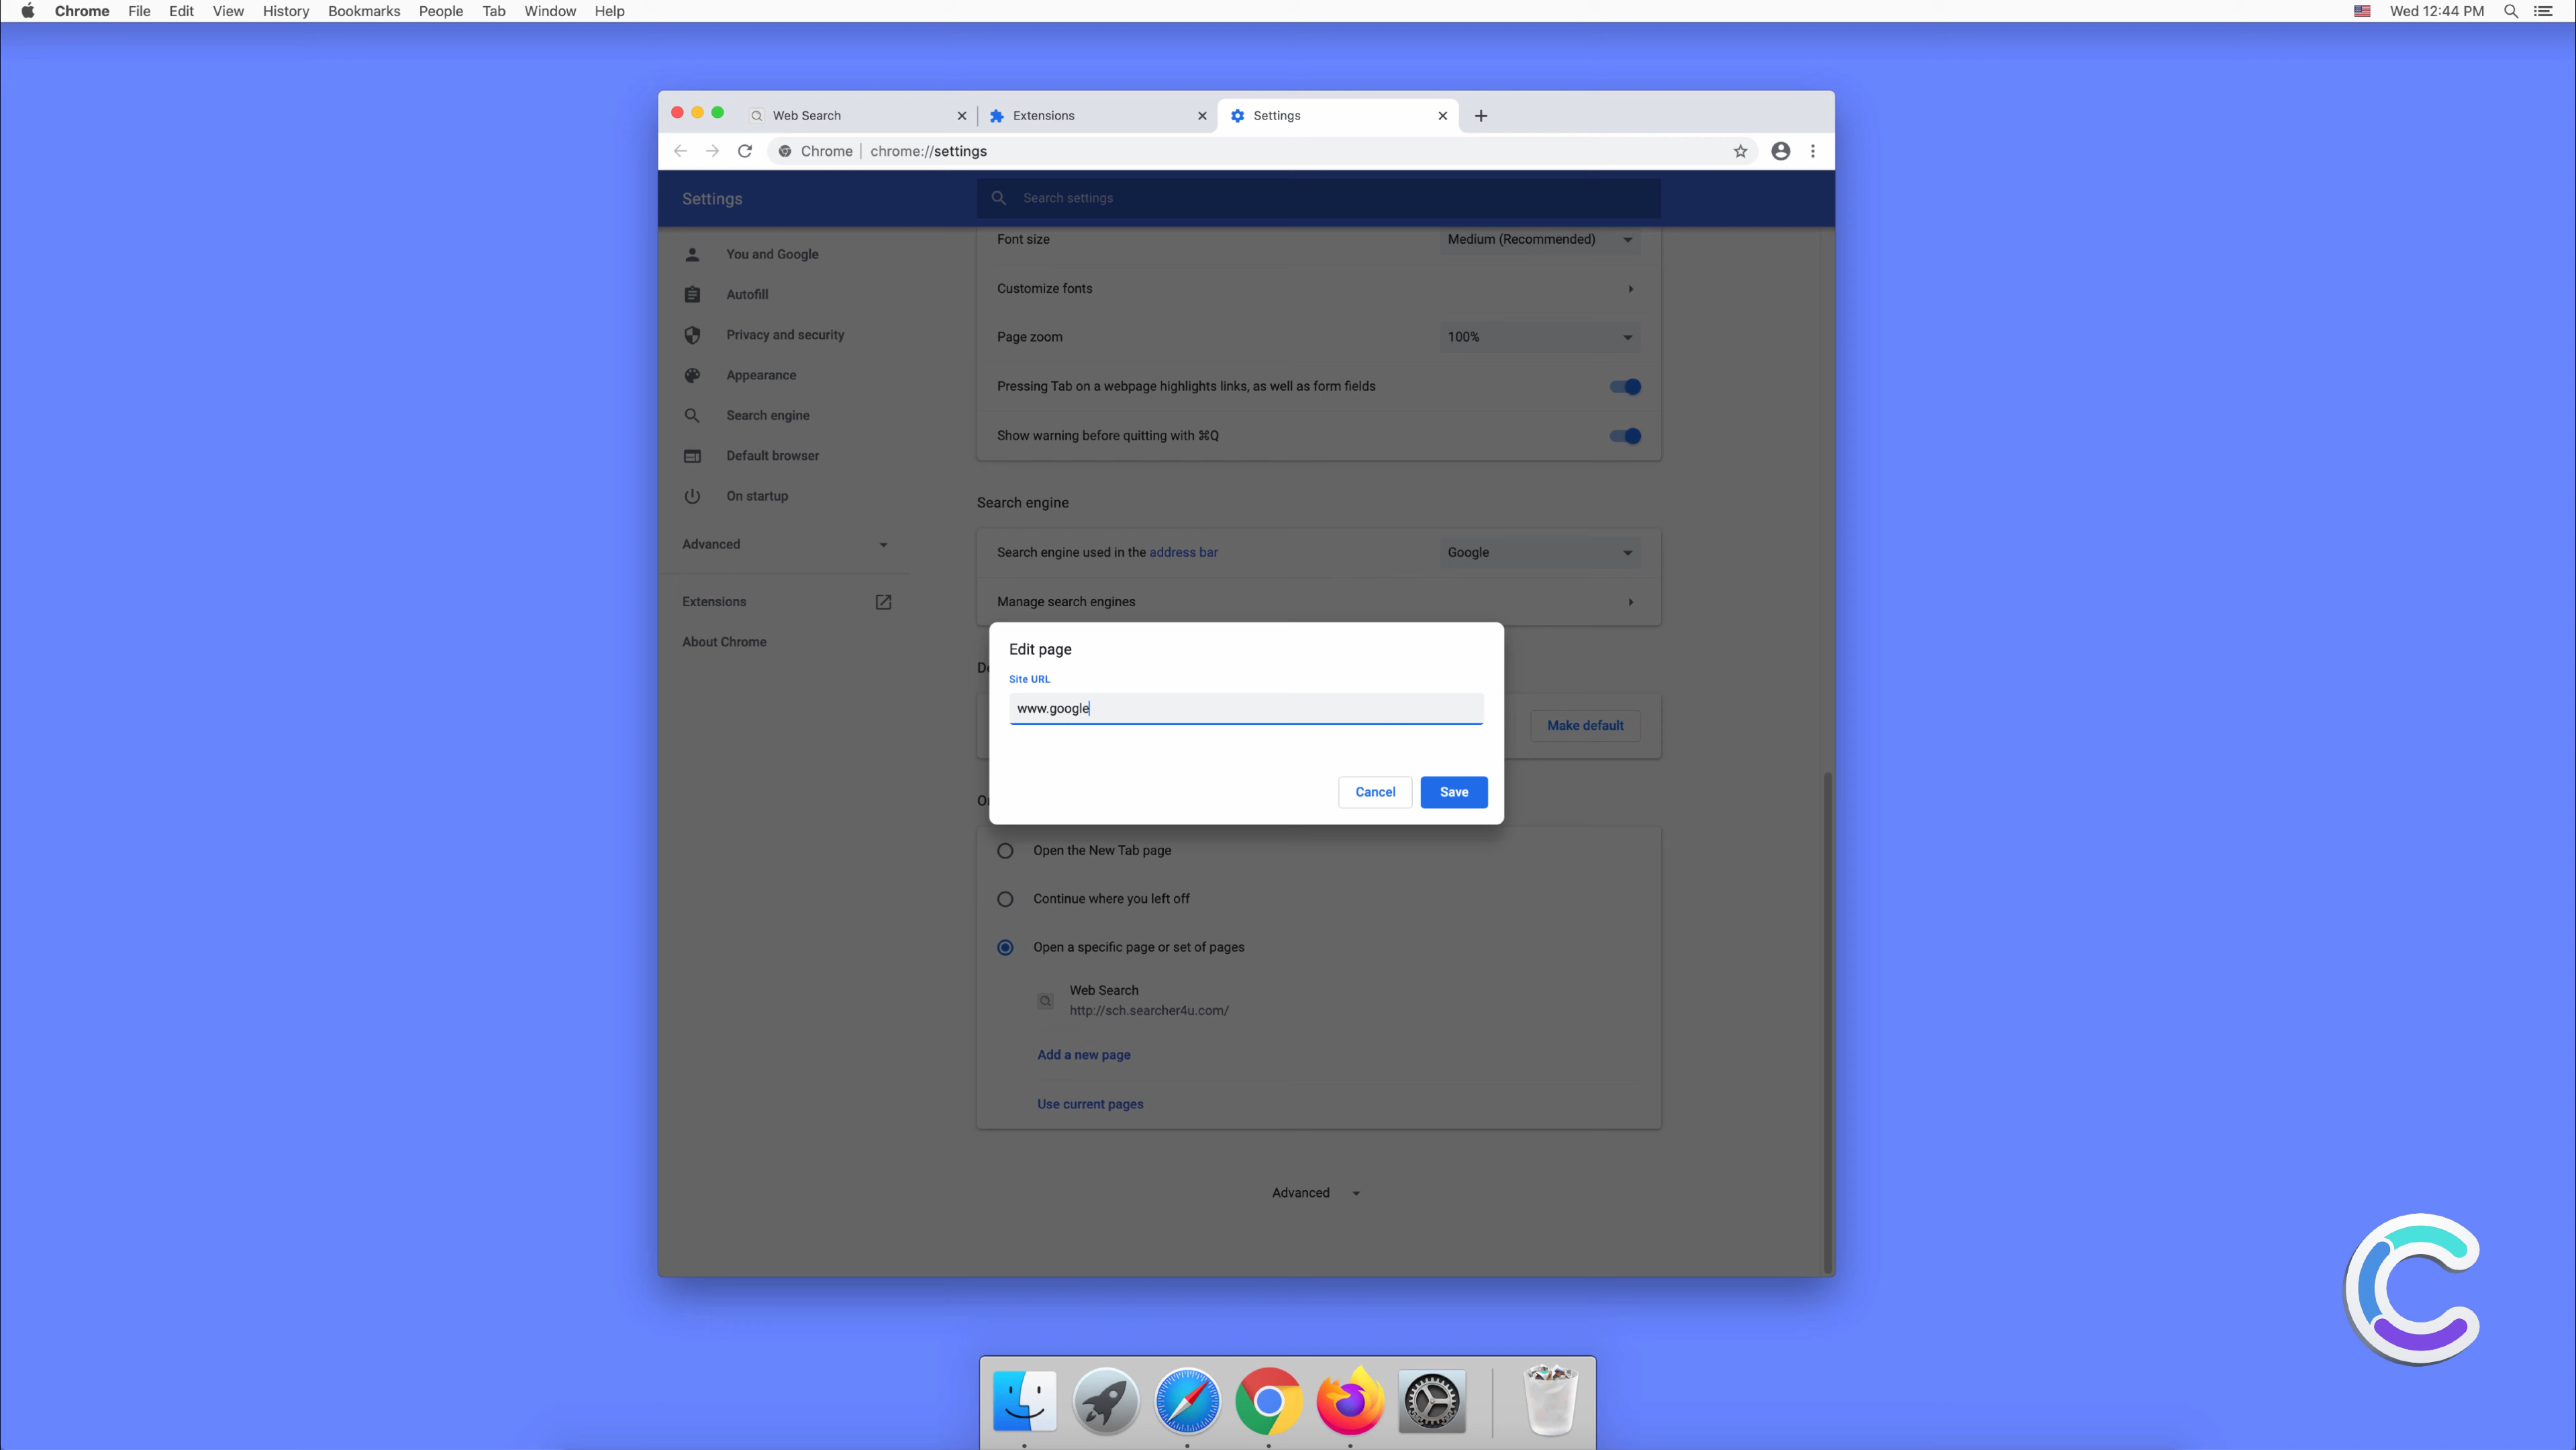 Chrome File Edit View History Bookmarks People Tab Window Help Wed 12:44 PM
Web Search Extensions Settings
Chrome chrome://settings
Settings Search settings
You and Google
Autofill
Privacy and security
Appearance
Search engine
Default browser
On startup
Advanced
Extensions
About Chrome
Font size Medium (Recommended)
Customize fonts
Page zoom 100%
Pressing Tab on a webpage highlights links, as well as form fields
Show warning before quitting with ⌘Q
Search engine
Search engine used in the address bar Google
Manage search engines
Edit page
Site URL
www.google
Make default
Cancel Save
Open the New Tab page
Continue where you left off
Open a specific page or set of pages
Web Search
http://sch.searcher4u.com/
Add a new page
Use current pages
Advanced